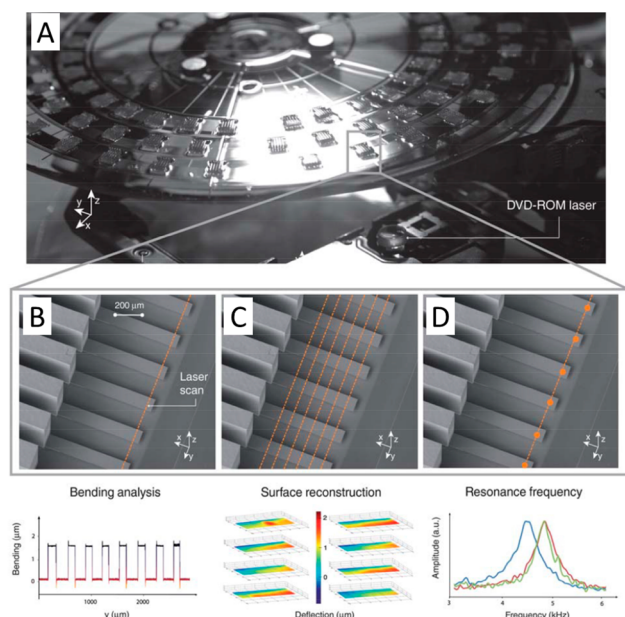 A
y z
x
DVD-ROM laser
B
C
D
200 µm
Laser
scan
x z
y
x z
y
x z
y
Bending analysis
Surface reconstruction
Resonance frequency
Bending (µm)
2
1
0
1000
2000
y (µm)
2
1
0
Deflection (µm)
Amplitude (a.u.)
3
4
5
6
Frequency (kHz)